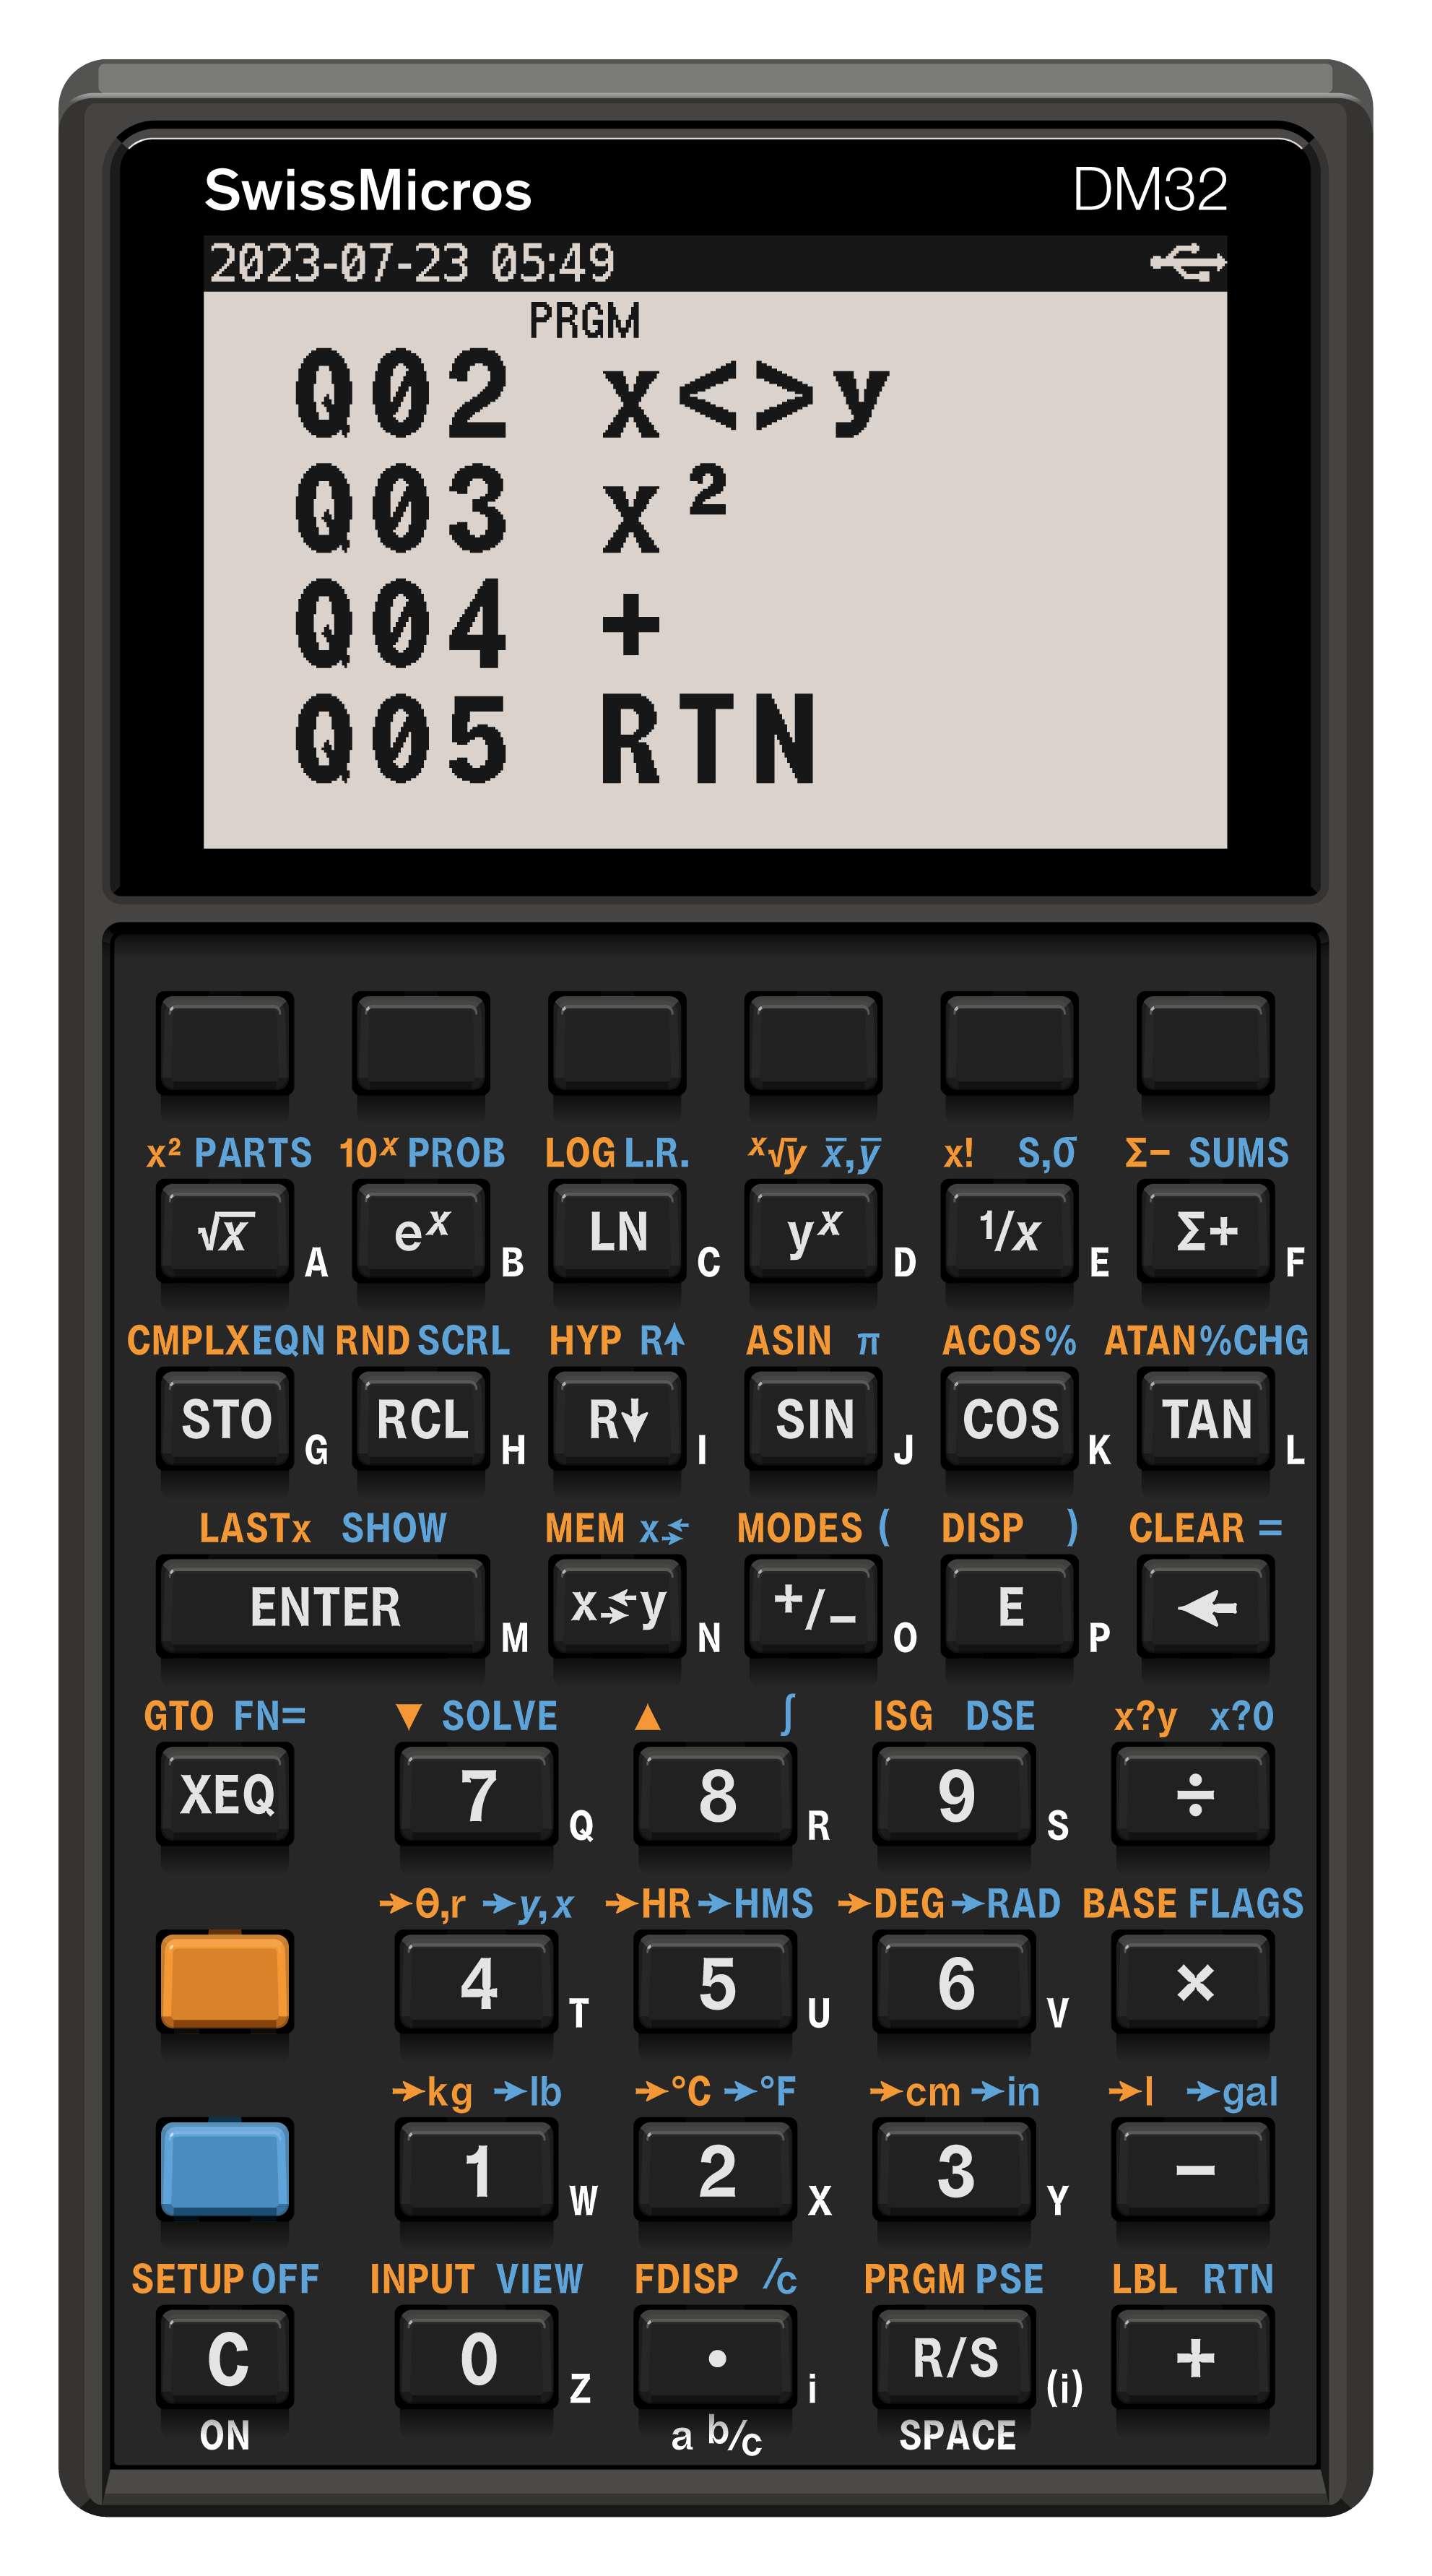 SwissMicros DM32
2023-07-23 05:49
PRGM
Q02 x<>y
Q03 x²
Q04 +
Q05 RTN
x² PARTS 10ˣ PROB LOG L.R. ˣ√y x̅,y̅ x! S,σ Σ− SUMS
√x A eˣ B LN C yˣ D 1/x E Σ+ F
CMPLX EQN RND SCRL HYP R↑ ASIN π ACOS % ATAN %CHG
STO G RCL H R↓ I SIN J COS K TAN L
LASTx SHOW MEM x⇆ MODES ( DISP ) CLEAR =
ENTER M x⇆y N +/− O E P ←
GTO FN= ▼ SOLVE ▲ ∫ ISG DSE x?y x?0
XEQ 7 Q 8 R 9 S ÷
→θ,r →y,x →HR →HMS →DEG →RAD BASE FLAGS
4 T 5 U 6 V ×
→kg →lb →°C →°F →cm →in →l →gal
1 W 2 X 3 Y −
SETUP OFF INPUT VIEW FDISP /c PRGM PSE LBL RTN
C 0 Z · i R/S (i) +
ON a b/c SPACE